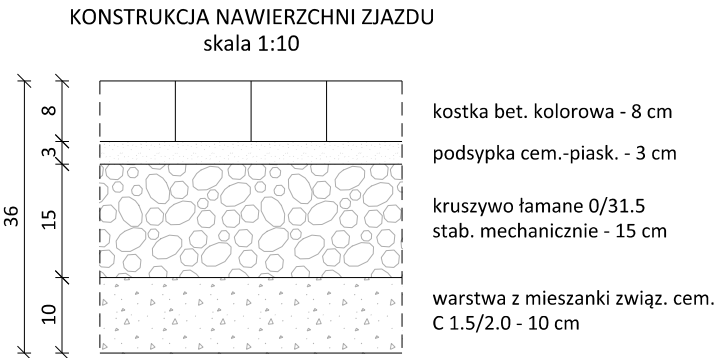 KONSTRUKCJA NAWIERZCHNI ZJAZDU
skala 1:10
8
kostka bet. kolorowa - 8 cm
3
podsypka cem.-piask. - 3 cm
36
15
kruszywo łamane 0/31.5
stab. mechanicznie - 15 cm
10
warstwa z mieszanki związ. cem.
C 1.5/2.0 - 10 cm